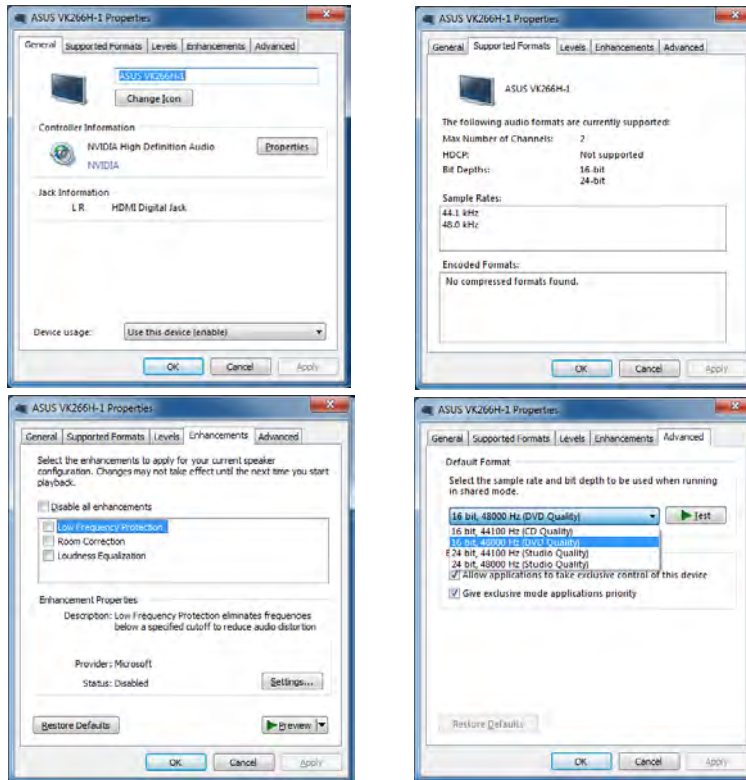 ASUS VK266H-1 Properties
General Supported Formats Levels Enhancements Advanced
ASUS VK266H-1
Change Icon
Controller Information
NVIDIA High Definition Audio Properties
NVIDIA
Jack Information
L R HDMI Digital Jack
Device usage: Use this device (enable)
OK Cancel Apply
ASUS VK266H-1 Properties
General Supported Formats Levels Enhancements Advanced
ASUS VK266H-1
The following audio formats are currently supported:
Max Number of Channels: 2
HDCP: Not supported
Bit Depths: 16-bit
24-bit
Sample Rates:
44.1 kHz
48.0 kHz
Encoded Formats:
No compressed formats found.
OK Cancel Apply
ASUS VK266H-1 Properties
General Supported Formats Levels Enhancements Advanced
Select the enhancements to apply for your current speaker
configuration. Changes may not take effect until the next time you start
playback.
Disable all enhancements
Low Frequency Protection
Room Correction
Loudness Equalization
Enhancement Properties
Description: Low Frequency Protection eliminates frequencies
below a specified cutoff to reduce audio distortion
Provider: Microsoft
Status: Disabled Settings...
Restore Defaults Preview
OK Cancel Apply
ASUS VK266H-1 Properties
General Supported Formats Levels Enhancements Advanced
Default Format
Select the sample rate and bit depth to be used when running
in shared mode.
16 bit, 48000 Hz (DVD Quality) Test
16 bit, 44100 Hz (CD Quality)
16 bit, 48000 Hz (DVD Quality)
24 bit, 44100 Hz (Studio Quality)
24 bit, 48000 Hz (Studio Quality)
Allow applications to take exclusive control of this device
Give exclusive mode applications priority
Restore Defaults
OK Cancel Apply